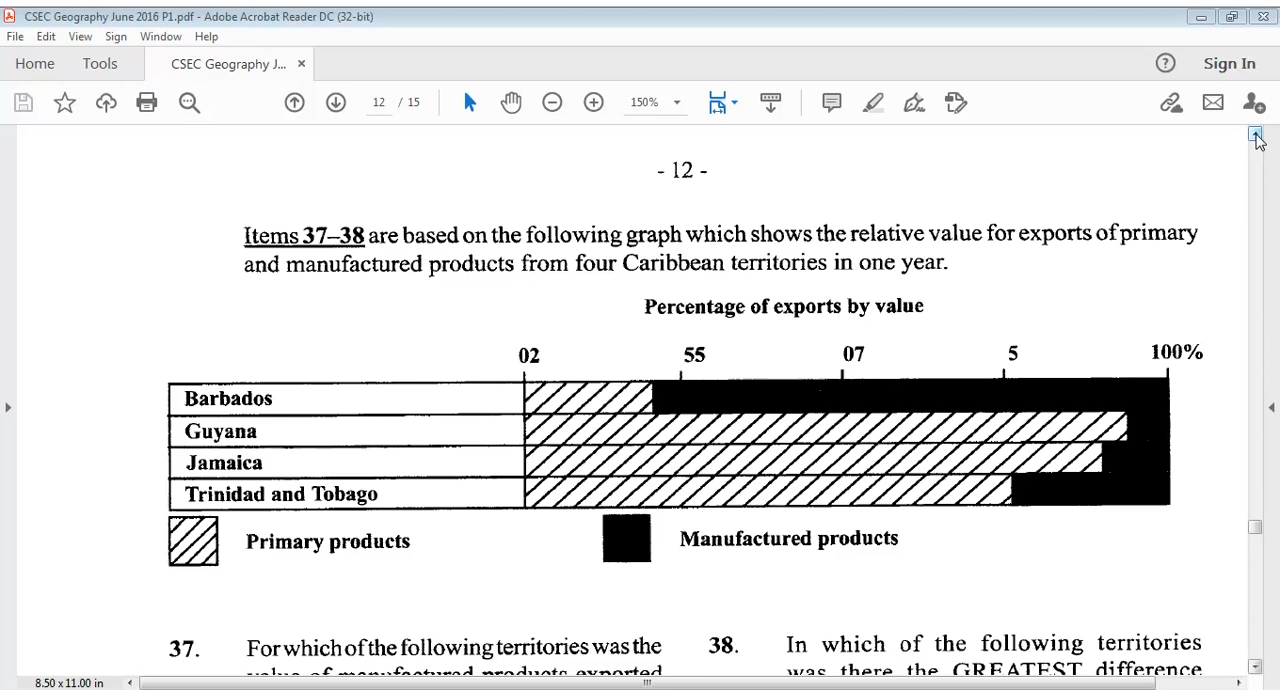 CSEC Geography June 2016 P1.pdf - Adobe Acrobat Reader DC (32-bit)
File Edit View Sign Window Help
Home Tools CSEC Geography J... × Sign In
12 / 15 150%
- 12 -
Items 37–38 are based on the following graph which shows the relative value for exports of primary
and manufactured products from four Caribbean territories in one year.
Percentage of exports by value
02 55 07 5 100%
Barbados
Guyana
Jamaica
Trinidad and Tobago
Primary products Manufactured products
37. For which of the following territories was the
value of manufactured products exported
38. In which of the following territories
was there the GREATEST difference
8.50 x 11.00 in